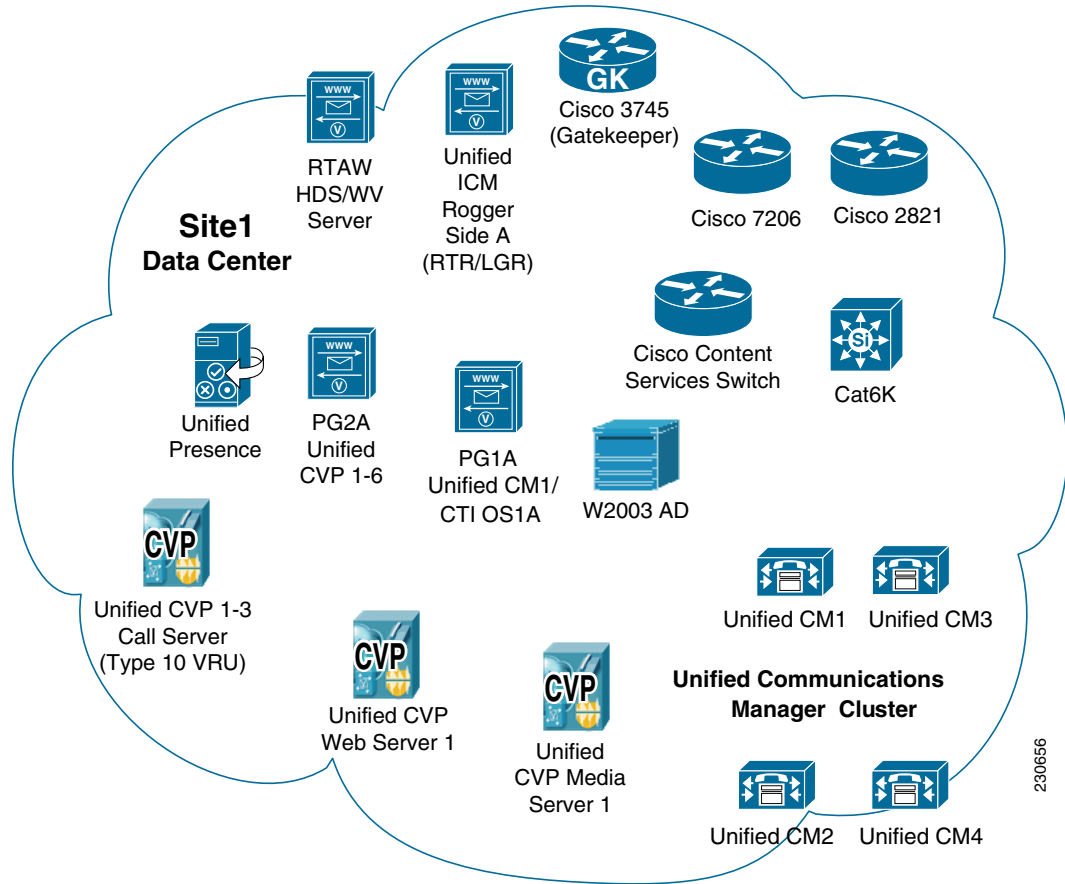 GK
Cisco 3745
(Gatekeeper)
www
V
RTAW
HDS/WV
Server
www
V
Unified
ICM
Rogger
Side A
(RTR/LGR)
Cisco 7206
Cisco 2821
Site1
Data Center
Cisco Content
Services Switch
Si
Cat6K
Unified
Presence
www
V
PG2A
Unified
CVP 1-6
www
V
PG1A
Unified CM1/
CTI OS1A
W2003 AD
CVP
Unified CVP 1-3
Call Server
(Type 10 VRU)
CVP
Unified CVP
Web Server 1
CVP
Unified
CVP Media
Server 1
Unified CM1
Unified CM3
Unified Communications
Manager Cluster
Unified CM2
Unified CM4
230656